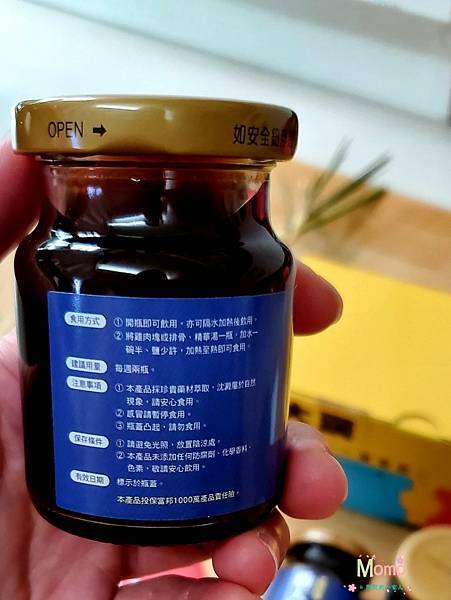 OPEN ➡ 如安全鈕
食用方式 ① 開瓶即可飲用。亦可隔水加熱後飲用。
② 將雞肉塊或排骨、精華湯一瓶,加水一
碗半、鹽少許,加熱至熟即可食用。
建議用量 每週兩瓶。
注意事項 ① 本產品採珍貴藥材萃取,沈澱屬於自然
現象,請安心食用。
② 感冒請暫停食用。
③ 瓶蓋凸起,請勿食用。
保存條件 ① 請避免光照,放置陰涼處。
② 本產品未添加任何防腐劑、化學香料、
色素,敬請安心飲用。
有效日期 標示於瓶蓋。
本產品投保富邦1000萬產品責任險。
Momo